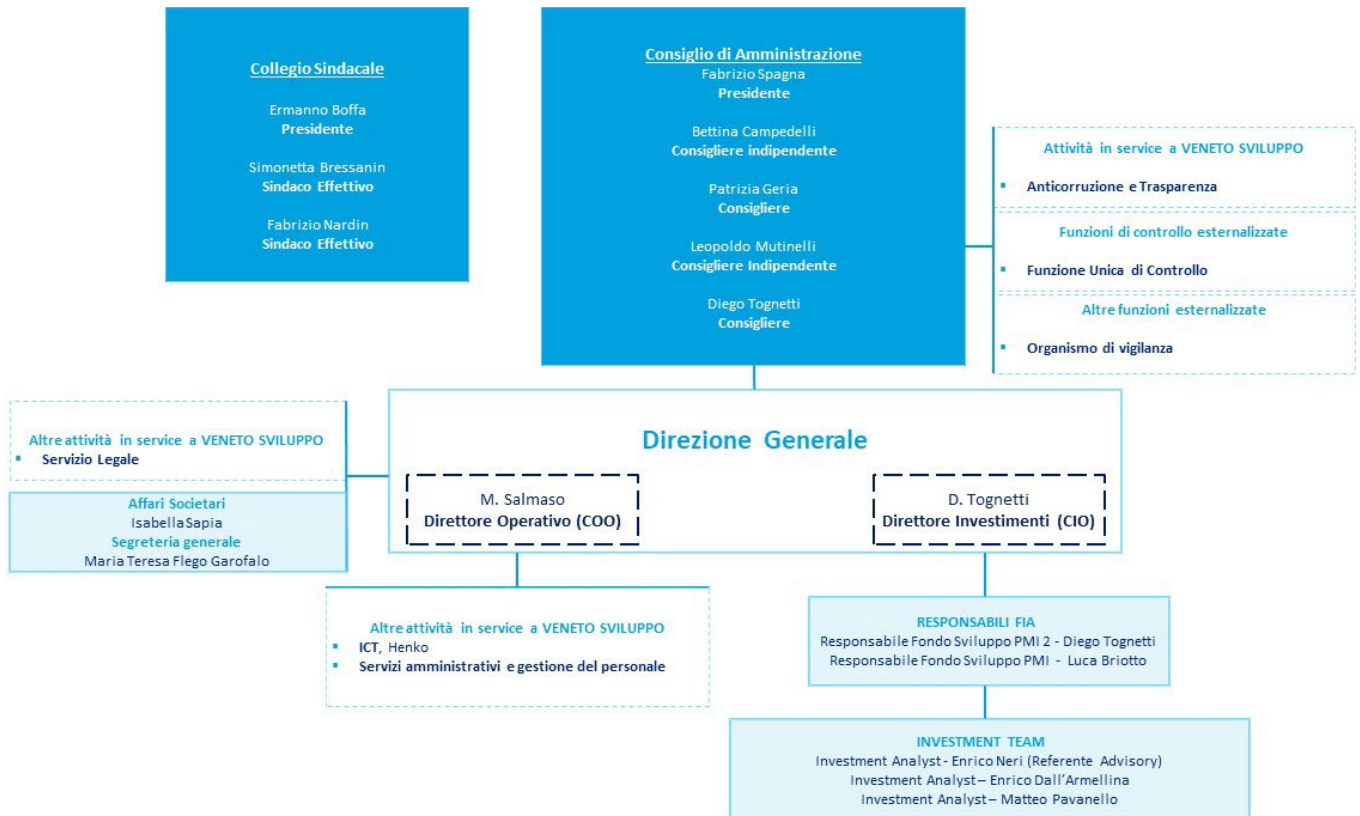 Collegio Sindacale
Ermanno Boffa
Presidente
Simonetta Bressanin
Sindaco Effettivo
Fabrizio Nardin
Sindaco Effettivo
Consiglio di Amministrazione
Fabrizio Spagna
Presidente
Bettina Campedelli
Consigliere indipendente
Patrizia Geria
Consigliere
Leopoldo Mutinelli
Consigliere Indipendente
Diego Tognetti
Consigliere
Attività in service a VENETO SVILUPPO
▪ Anticorruzione e Trasparenza
Funzioni di controllo esternalizzate
▪ Funzione Unica di Controllo
Altre funzioni esternalizzate
▪ Organismo di vigilanza
Altre attività in service a VENETO SVILUPPO
▪ Servizio Legale
Affari Societari
Isabella Sapia
Segreteria generale
Maria Teresa Flego Garofalo
Direzione Generale
M. Salmaso
Direttore Operativo (COO)
D. Tognetti
Direttore Investimenti (CIO)
Altre attività in service a VENETO SVILUPPO
▪ ICT, Henko
▪ Servizi amministrativi e gestione del personale
RESPONSABILI FIA
Responsabile Fondo Sviluppo PMI 2 - Diego Tognetti
Responsabile Fondo Sviluppo PMI - Luca Briotto
INVESTMENT TEAM
Investment Analyst - Enrico Neri (Referente Advisory)
Investment Analyst – Enrico Dall'Armellina
Investment Analyst – Matteo Pavanello